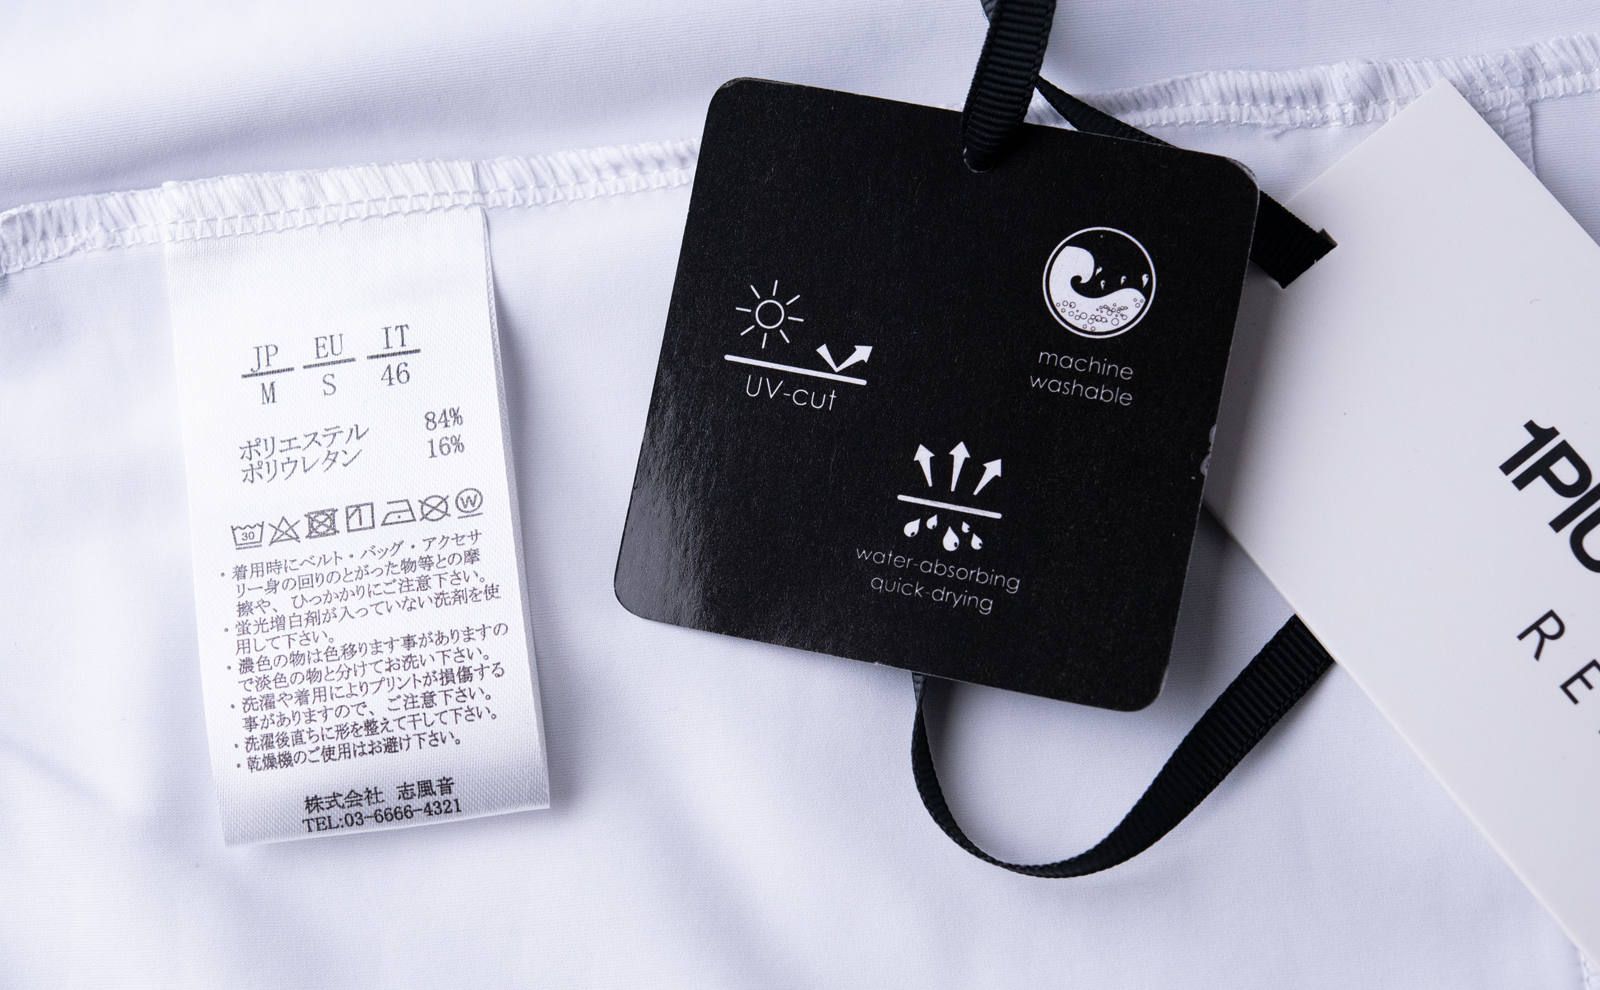 JP EU IT
M S 46
ポリエステル 84%
ポリウレタン 16%
30 W
・着用時にベルト・バッグ・アクセサ
リー身の回りのとがった物等との摩
擦や、ひっかかりにご注意下さい。
・蛍光増白剤が入っていない洗剤を使
用して下さい。
・濃色の物は色移ります事がありますの
で淡色の物と分けてお洗い下さい。
・洗濯や着用によりプリントが損傷する
事がありますので、ご注意下さい。
・洗濯後直ちに形を整えて干して下さい。
・乾燥機のご使用はお避け下さい。
株式会社 志風音
TEL:03-6666-4321
UV-cut
machine
washable
water-absorbing
quick-drying
1PIU
RE